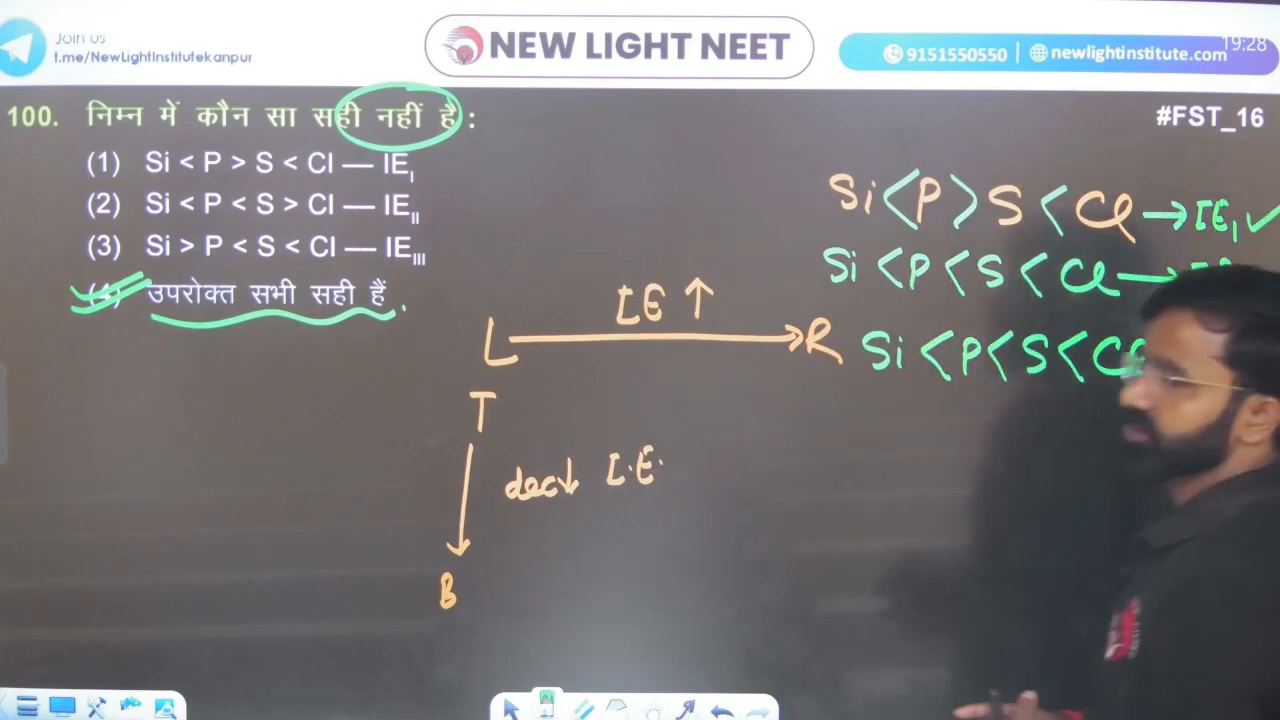 Join us
t.me/NewLightInstitutekanpur
NEW LIGHT NEET
9151550550 | newlightinstitute.com
19:28
100. निम्न में कौन सा सही नहीं है :
#FST_16
(1) Si < P > S < Cl — IE_I
(2) Si < P < S > Cl — IE_II
(3) Si > P < S < Cl — IE_III
(4) उपरोक्त सभी सही हैं .
Si < P > S < Cl → IE_1 ✓
Si < P < S < Cl →
Si < P < S < Cl
IE ↑
L → R
T
dec↓ I.E.
B